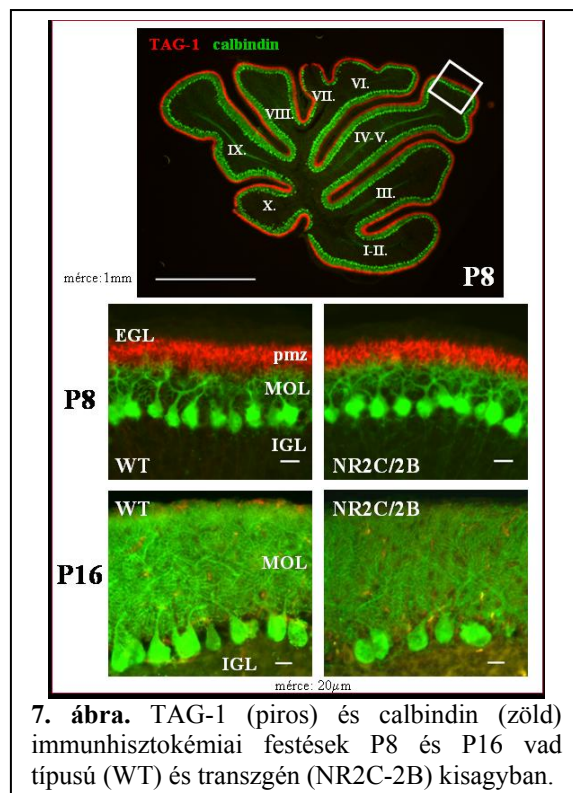 TAG-1 calbindin
VI.
VII.
VIII.
IV-V.
IX.
III.
X.
I-II.
mérce: 1mm
P8
EGL
pmz
MOL
P8
IGL
WT
NR2C/2B
WT
NR2C/2B
MOL
P16
IGL
mérce: 20µm
7. ábra. TAG-1 (piros) és calbindin (zöld)
immunhisztokémiai festések P8 és P16 vad
típusú (WT) és transzgén (NR2C-2B) kisagyban.